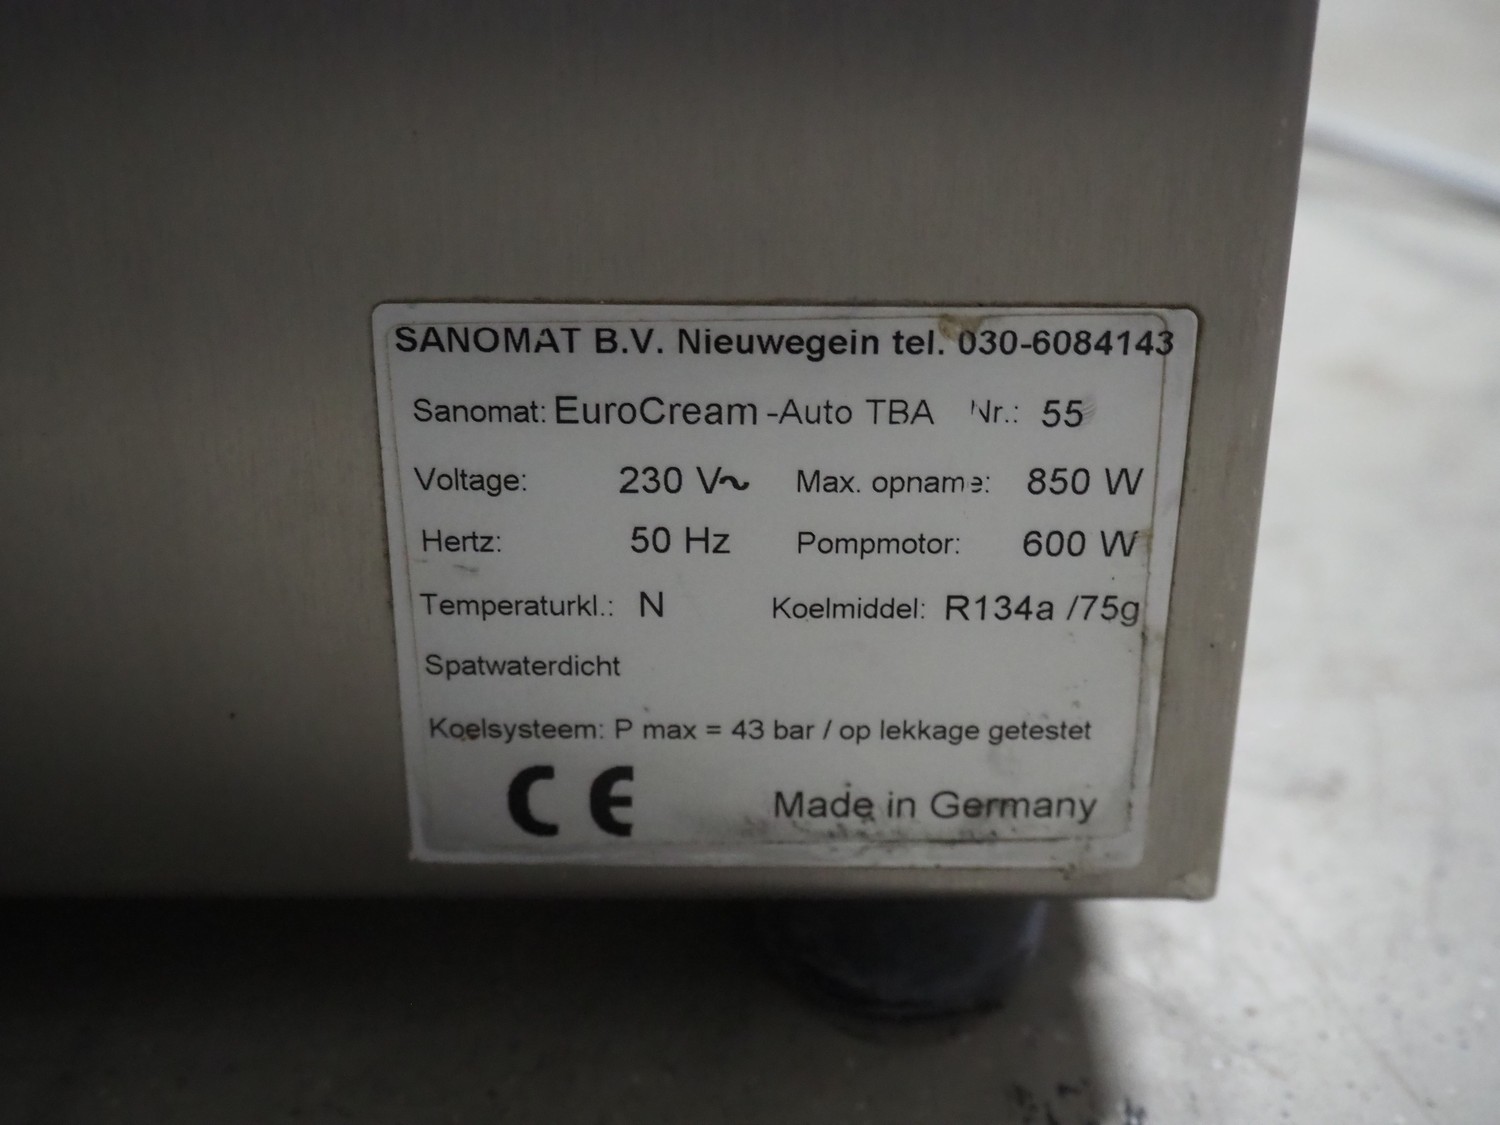 SANOMAT B.V. Nieuwegein tel. 030-6084143
Sanomat: EuroCream -Auto TBA Nr.: 55
Voltage: 230 V~ Max. opname: 850 W
Hertz: 50 Hz Pompmotor: 600 W
Temperaturkl.: N Koelmiddel: R134a /75g
Spatwaterdicht
Koelsysteem: P max = 43 bar / op lekkage getestet
CE Made in Germany